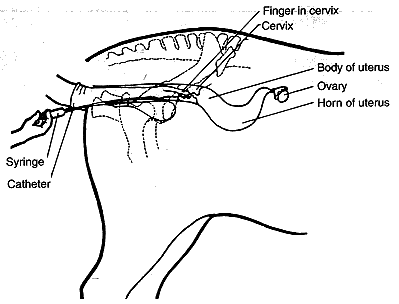 Finger in cervix
Cervix
Body of uterus
Ovary
Horn of uterus
Syringe
Catheter